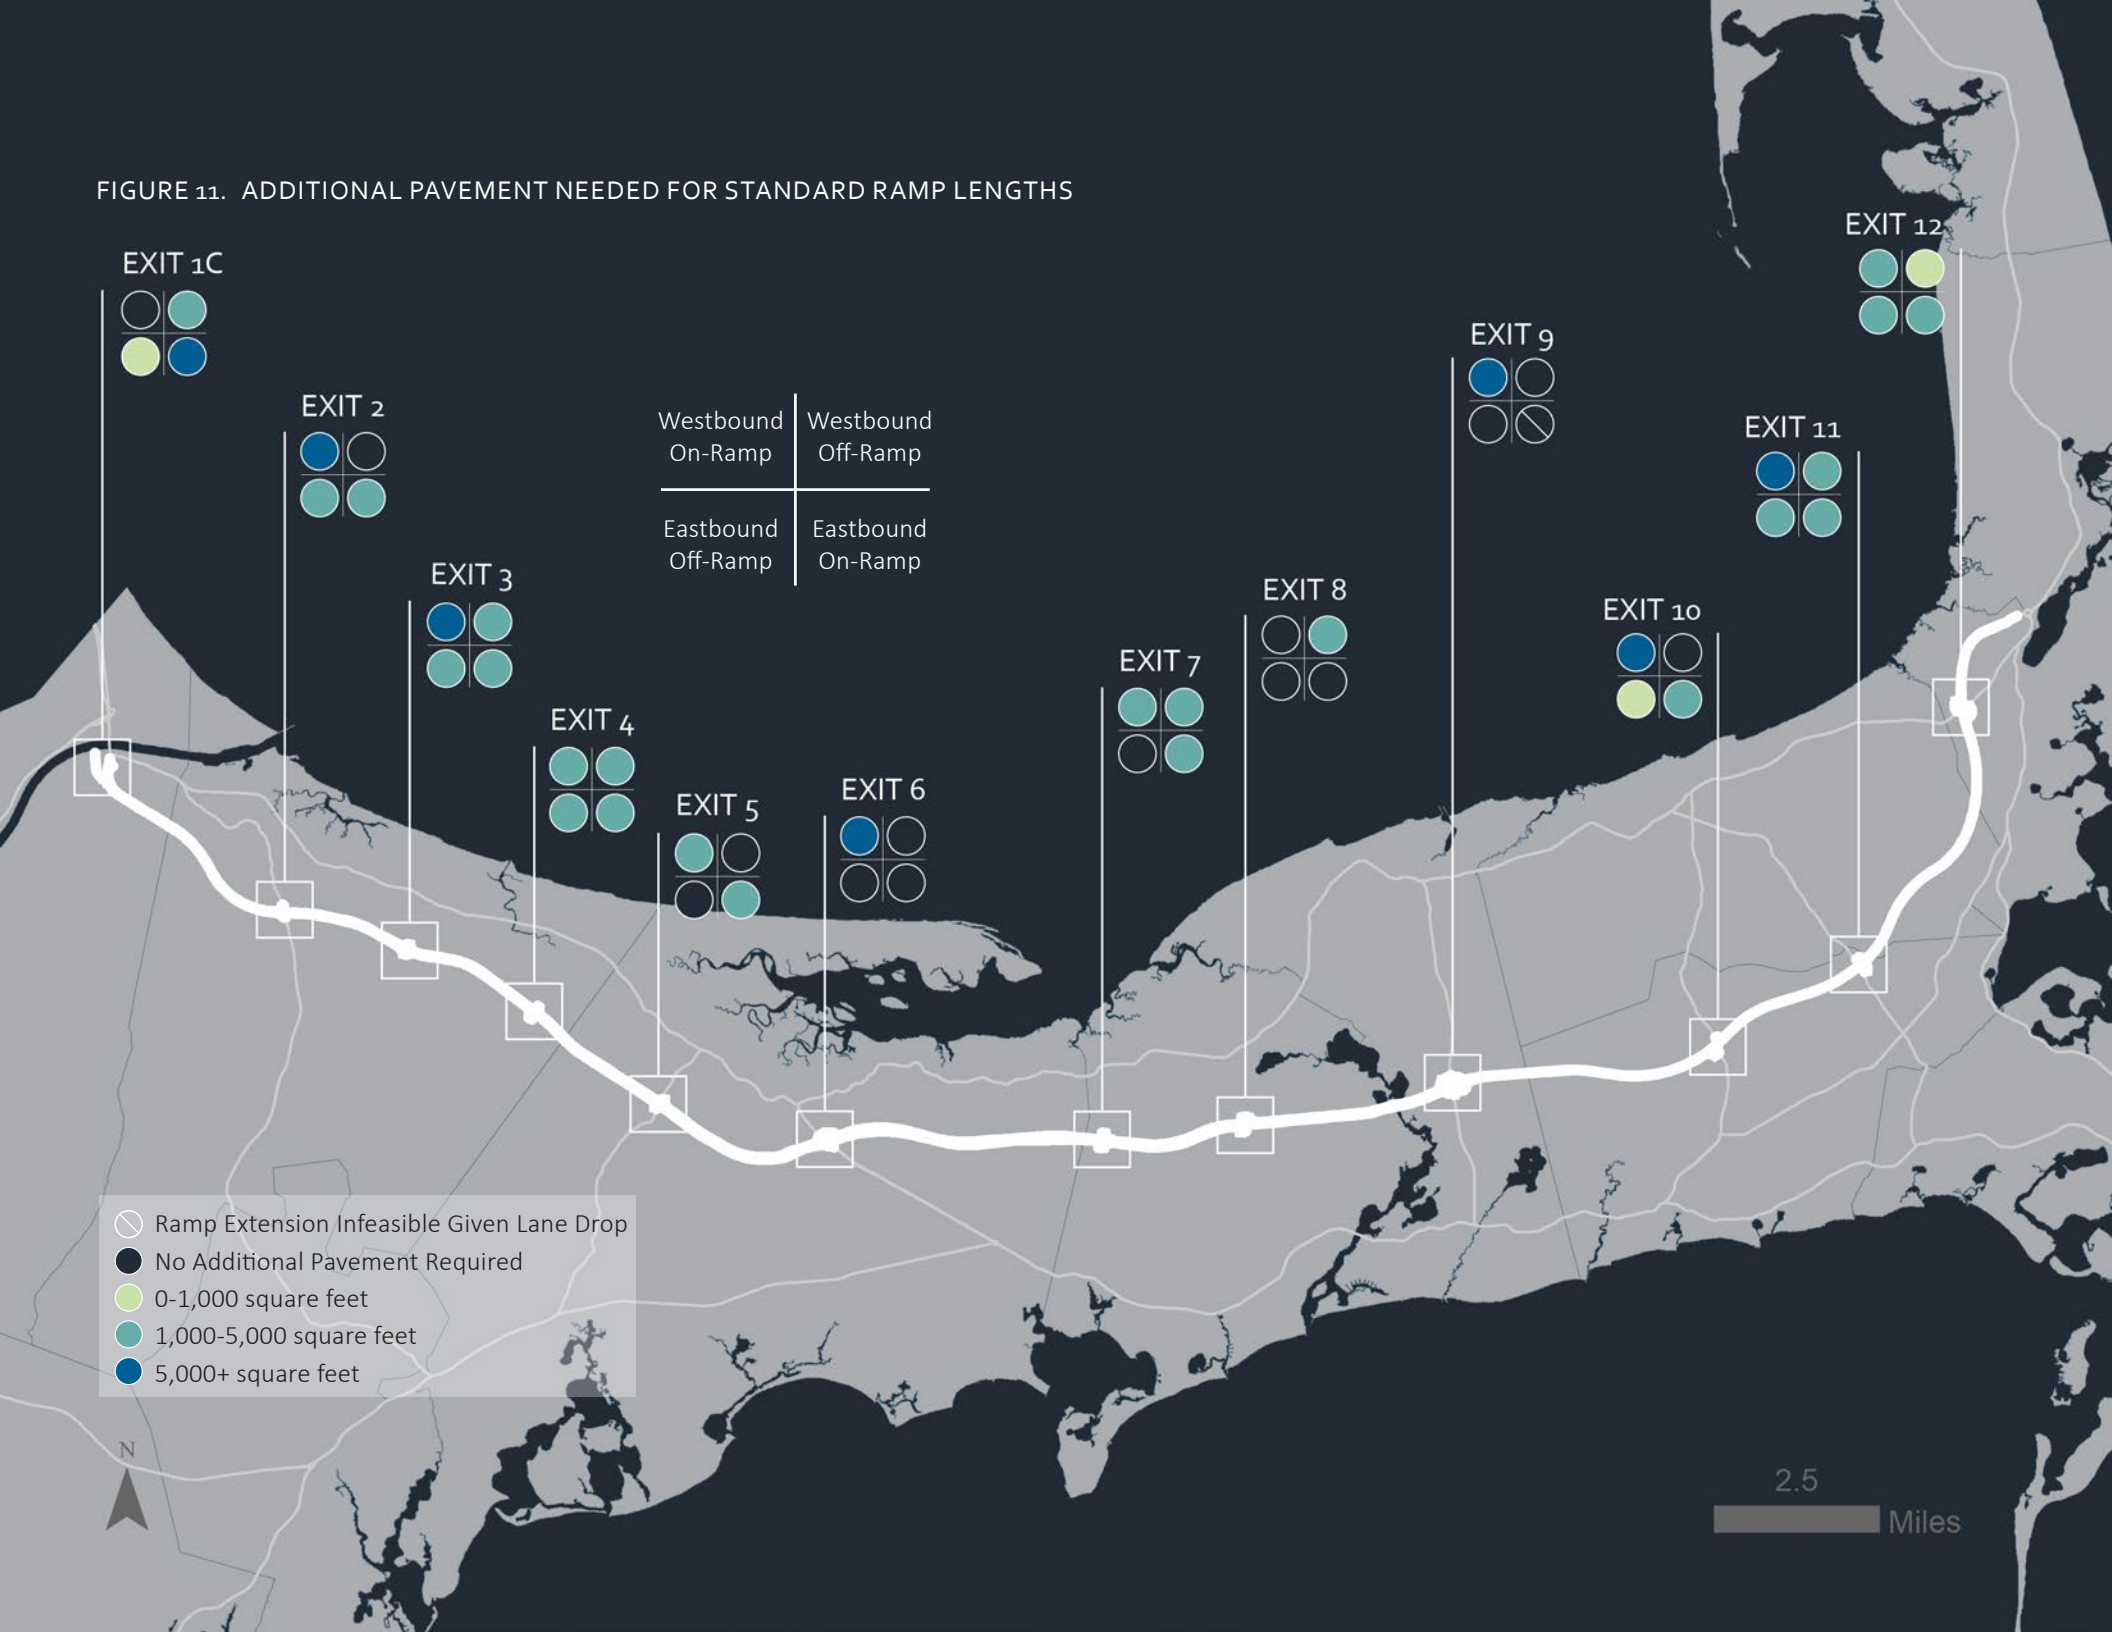 FIGURE 11. ADDITIONAL PAVEMENT NEEDED FOR STANDARD RAMP LENGTHS
EXIT 12
EXIT 1C
EXIT 9
EXIT 2
Westbound
On-Ramp
Westbound
Off-Ramp
EXIT 11
Eastbound
Off-Ramp
Eastbound
On-Ramp
EXIT 3
EXIT 8
EXIT 10
EXIT 7
EXIT 4
EXIT 6
EXIT 5
Ramp Extension Infeasible Given Lane Drop
No Additional Pavement Required
0-1,000 square feet
1,000-5,000 square feet
5,000+ square feet
N
2.5
Miles